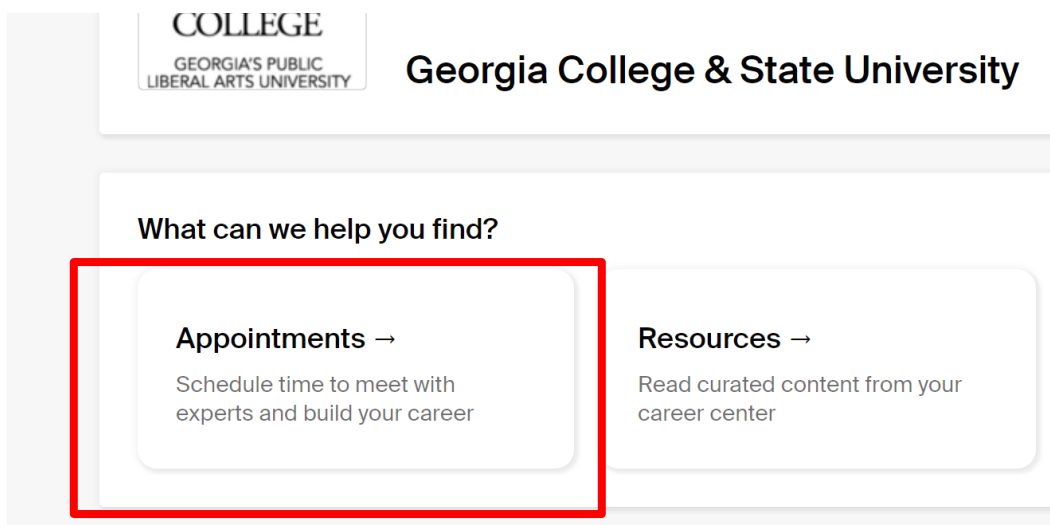 COLLEGE
GEORGIA'S PUBLIC
LIBERAL ARTS UNIVERSITY
Georgia College & State University
What can we help you find?
Appointments →
Schedule time to meet with
experts and build your career
Resources →
Read curated content from your
career center